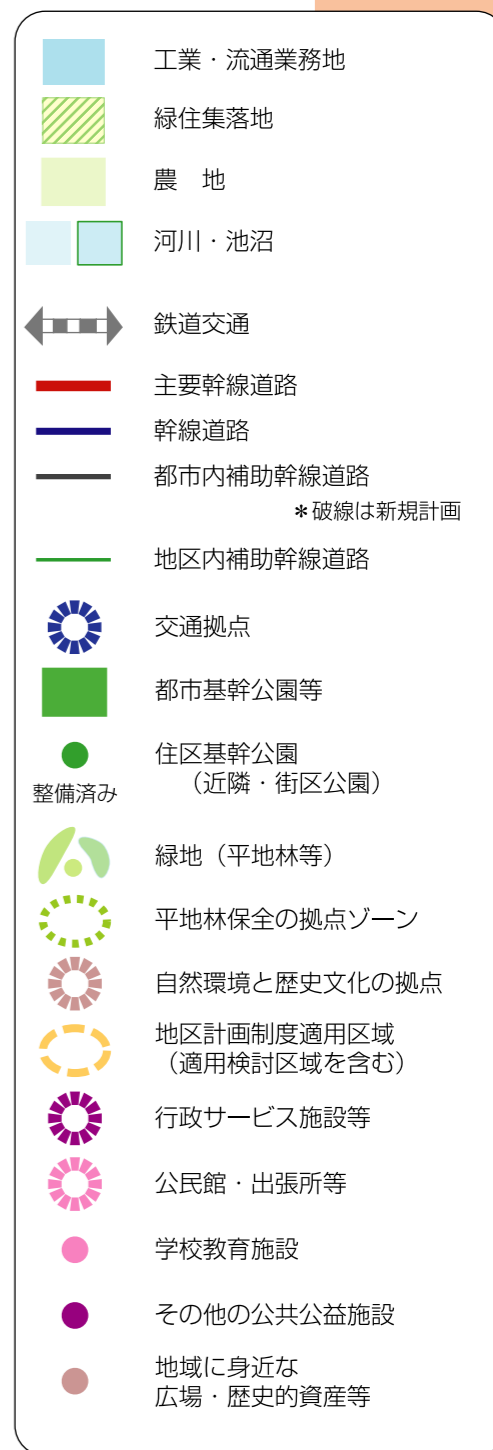 工業・流通業務地
緑住集落地
農　地
河川・池沼
鉄道交通
主要幹線道路
幹線道路
都市内補助幹線道路
＊破線は新規計画
地区内補助幹線道路
交通拠点
都市基幹公園等
住区基幹公園
（近隣・街区公園）
整備済み
緑地（平地林等）
平地林保全の拠点ゾーン
自然環境と歴史文化の拠点
地区計画制度適用区域
（適用検討区域を含む）
行政サービス施設等
公民館・出張所等
学校教育施設
その他の公共公益施設
地域に身近な
広場・歴史的資産等